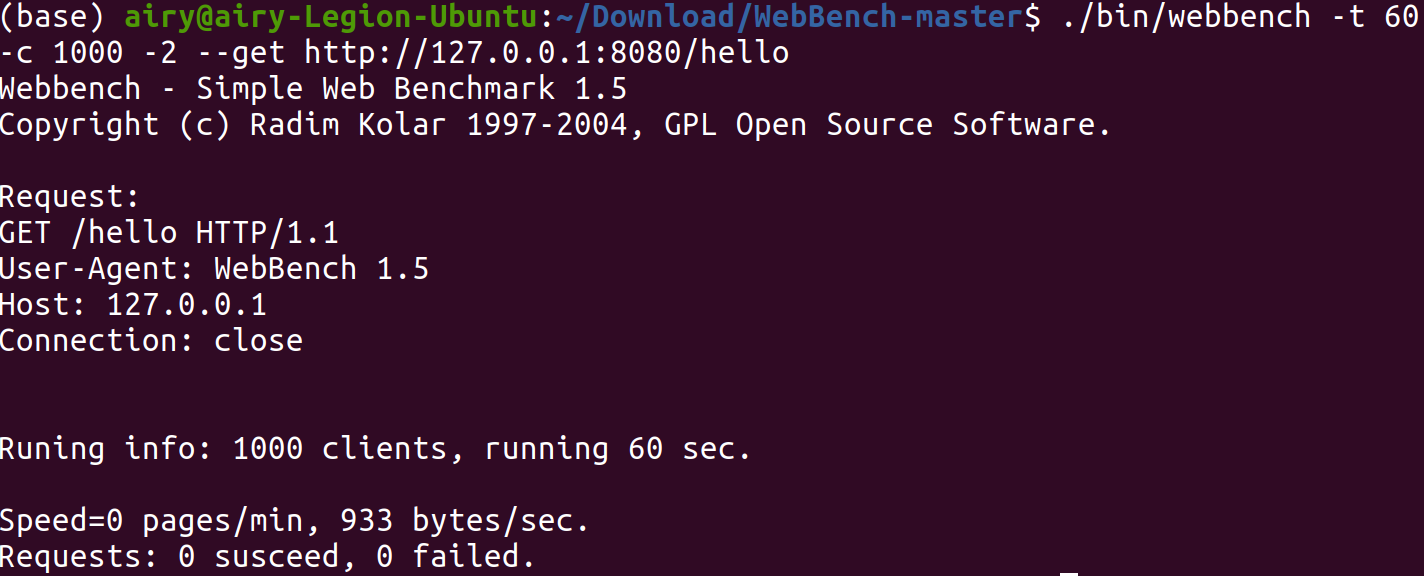 (base) airy@airy-Legion-Ubuntu:~/Download/WebBench-master$ ./bin/webbench -t 60
-c 1000 -2 --get http://127.0.0.1:8080/hello
Webbench - Simple Web Benchmark 1.5
Copyright (c) Radim Kolar 1997-2004, GPL Open Source Software.
Request:
GET /hello HTTP/1.1
User-Agent: WebBench 1.5
Host: 127.0.0.1
Connection: close
Runing info: 1000 clients, running 60 sec.
Speed=0 pages/min, 933 bytes/sec.
Requests: 0 susceed, 0 failed.